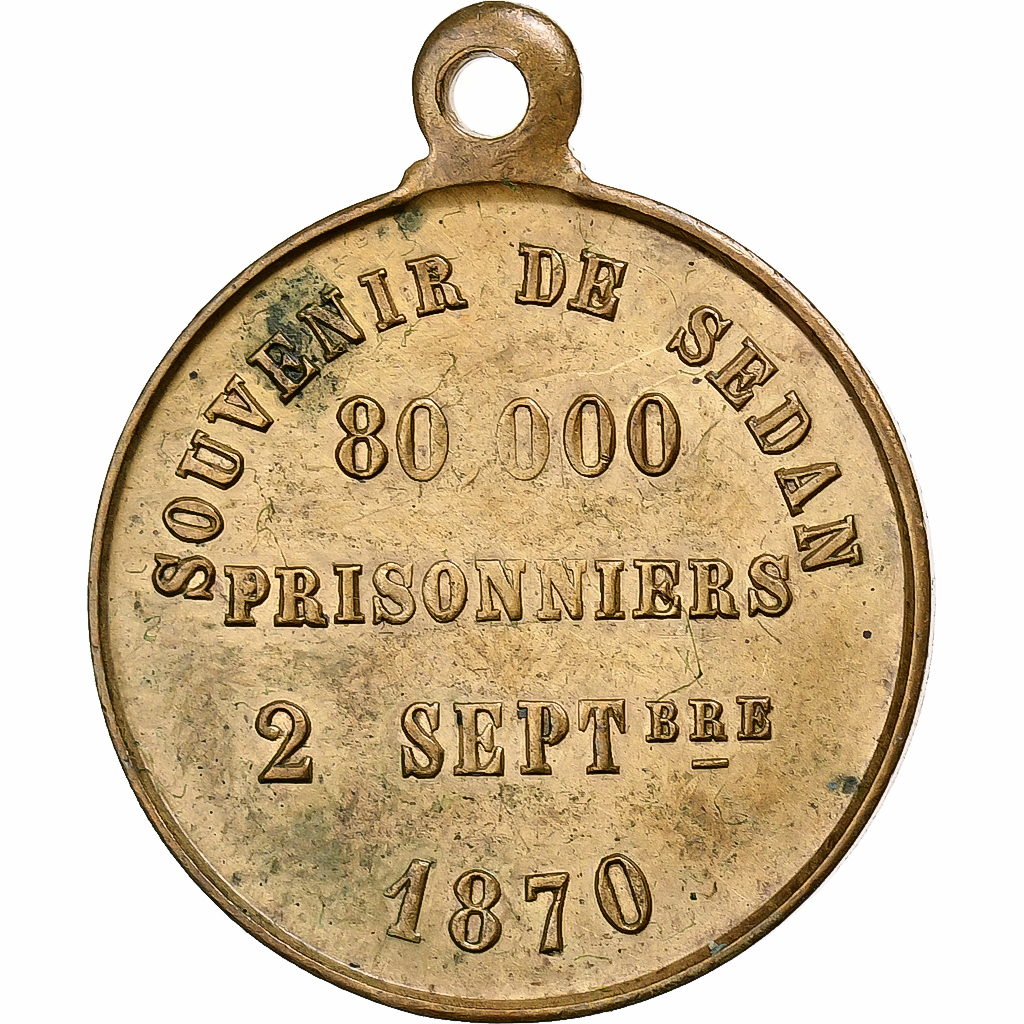 SOUVENIR DE SEDAN
80 000
PRISONNIERS
2 SEPTBRE
1870